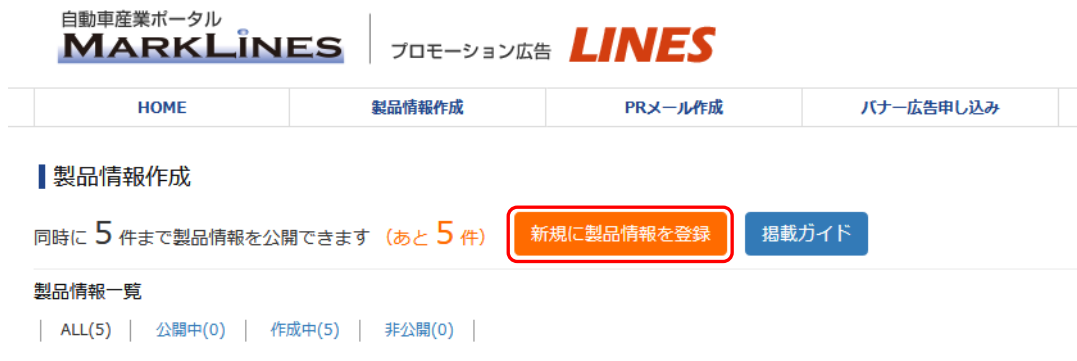 自動車産業ポータル
MARKLINES プロモーション広告 LINES
HOME 製品情報作成 PRメール作成 バナー広告申し込み
製品情報作成
同時に 5 件まで製品情報を公開できます (あと 5 件) 新規に製品情報を登録 掲載ガイド
製品情報一覧
| ALL(5) | 公開中(0) | 作成中(5) | 非公開(0) |